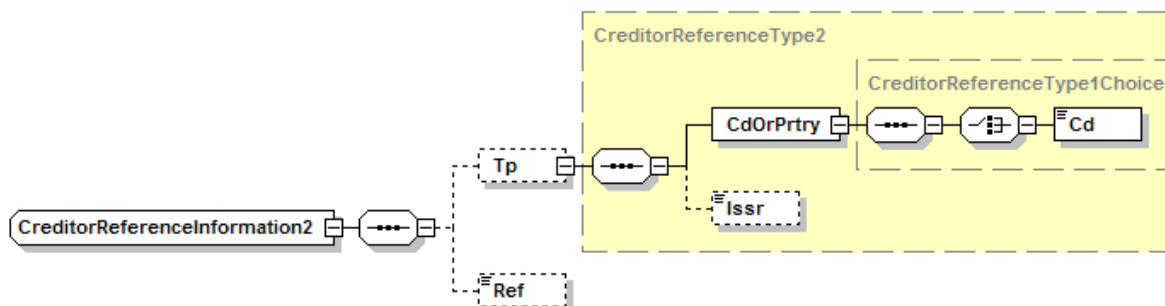 CreditorReferenceType2
CreditorReferenceType1Choice
CdOrPrtry
Cd
Tp
Issr
CreditorReferenceInformation2
Ref